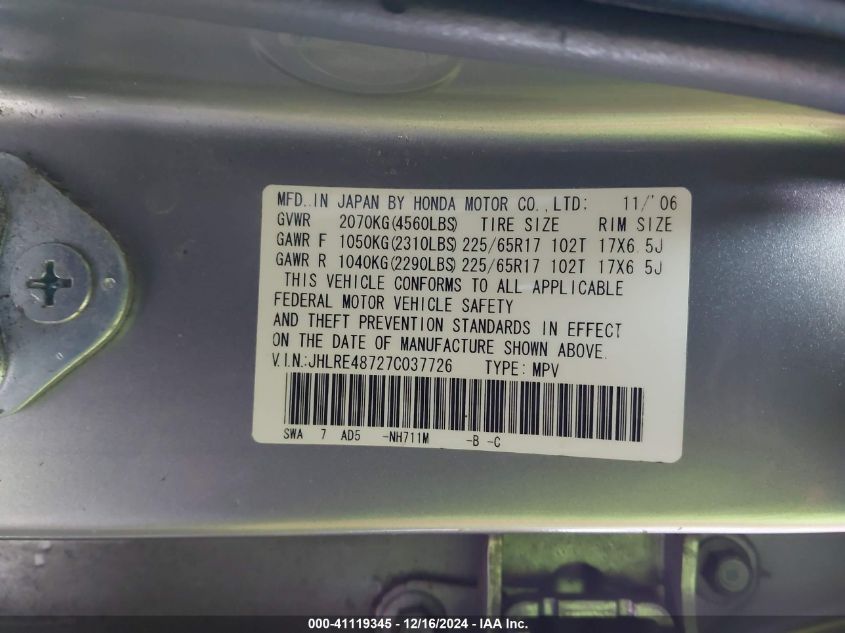 MFD. IN JAPAN BY HONDA MOTOR CO., LTD: 11/'06
GVWR 2070KG(4560LBS) TIRE SIZE RIM SIZE
GAWR F 1050KG(2310LBS) 225/65R17 102T 17X6.5J
GAWR R 1040KG(2290LBS) 225/65R17 102T 17X6.5J
THIS VEHICLE CONFORMS TO ALL APPLICABLE
FEDERAL MOTOR VEHICLE SAFETY
AND THEFT PREVENTION STANDARDS IN EFFECT
ON THE DATE OF MANUFACTURE SHOWN ABOVE.
V.I.N.:JHLRE48727C037726 TYPE: MPV
SWA 7 AD5 -NH711M -B -C
000-41119345 - 12/16/2024 - IAA Inc.